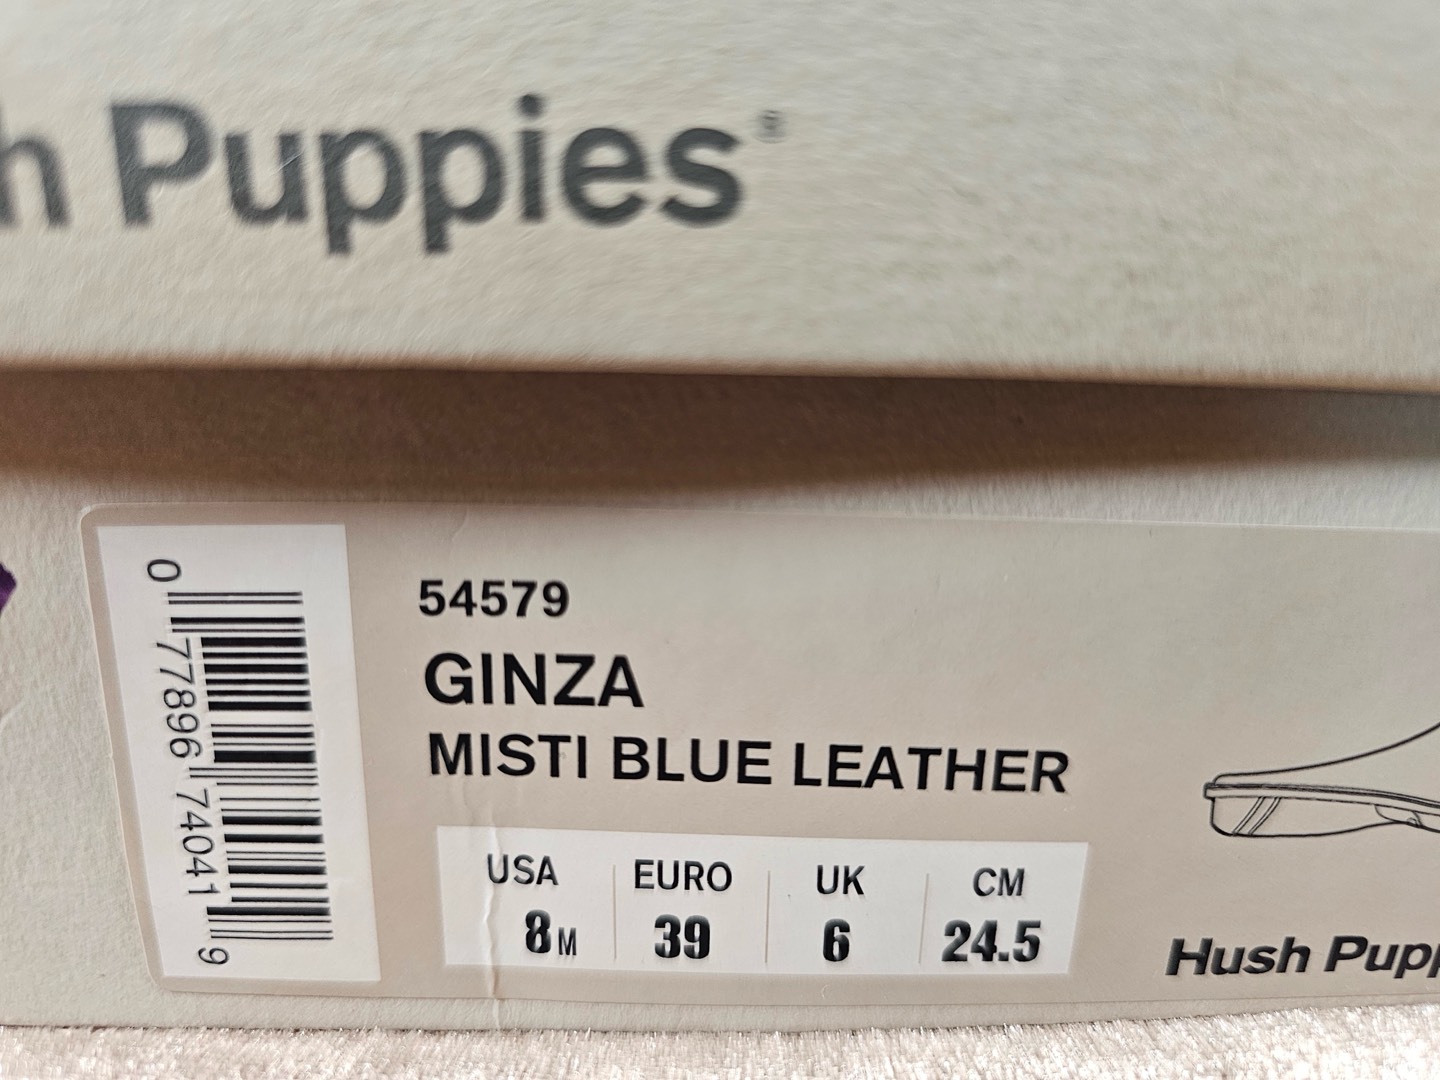 h Puppies®
0 77896 74041 9
54579
GINZA
MISTI BLUE LEATHER
USA EURO UK CM
8 M 39 6 24.5
Hush Pupp